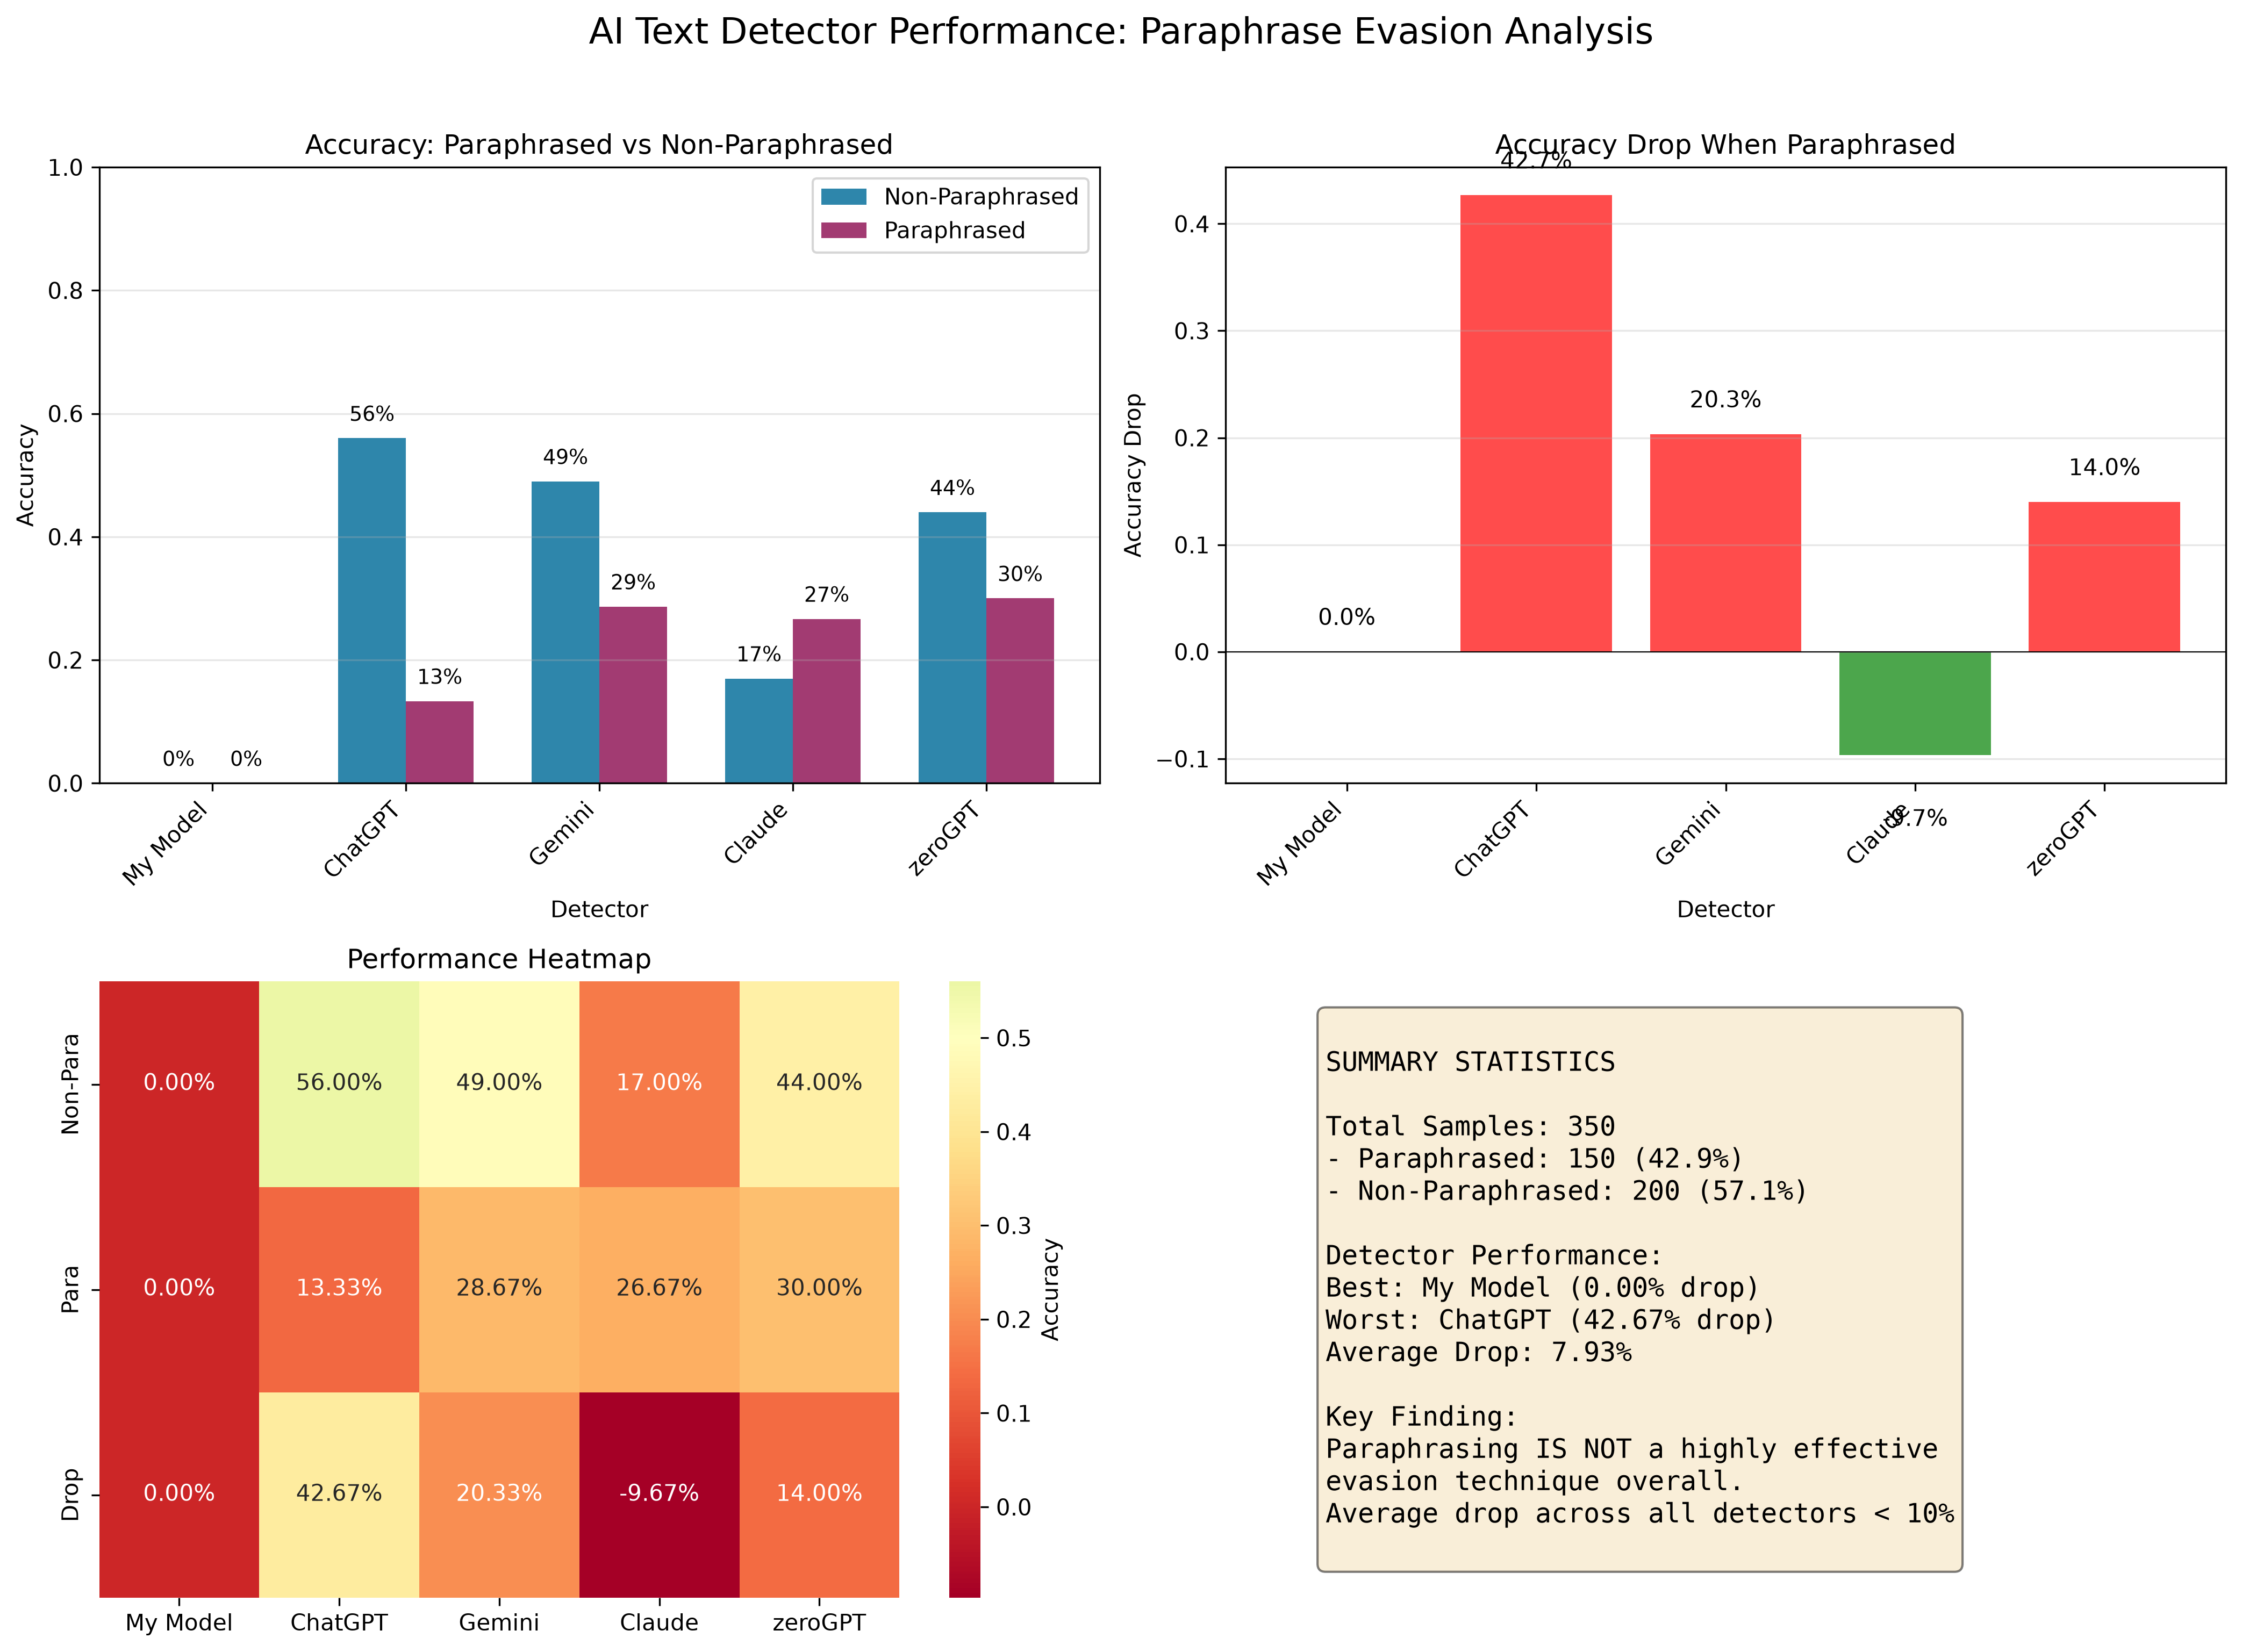 AI Text Detector Performance: Paraphrase Evasion Analysis
Accuracy: Paraphrased vs Non-Paraphrased
1.0
0.8
0.6
0.4
0.2
0.0
Accuracy
Non-Paraphrased
Paraphrased
0%
0%
56%
13%
49%
29%
17%
27%
44%
30%
My Model
ChatGPT
Gemini
Claude
zeroGPT
Detector
Accuracy Drop When Paraphrased
0.4
0.3
0.2
0.1
0.0
−0.1
Accuracy Drop
0.0%
42.7%
20.3%
-9.7%
14.0%
My Model
ChatGPT
Gemini
Claude
zeroGPT
Detector
Performance Heatmap
Non-Para
0.00% 56.00% 49.00% 17.00% 44.00%
Para
0.00% 13.33% 28.67% 26.67% 30.00%
Drop
0.00% 42.67% 20.33% -9.67% 14.00%
My Model ChatGPT Gemini Claude zeroGPT
0.5
0.4
0.3
0.2
0.1
0.0
Accuracy
SUMMARY STATISTICS
Total Samples: 350
- Paraphrased: 150 (42.9%)
- Non-Paraphrased: 200 (57.1%)
Detector Performance:
Best: My Model (0.00% drop)
Worst: ChatGPT (42.67% drop)
Average Drop: 7.93%
Key Finding:
Paraphrasing IS NOT a highly effective
evasion technique overall.
Average drop across all detectors < 10%